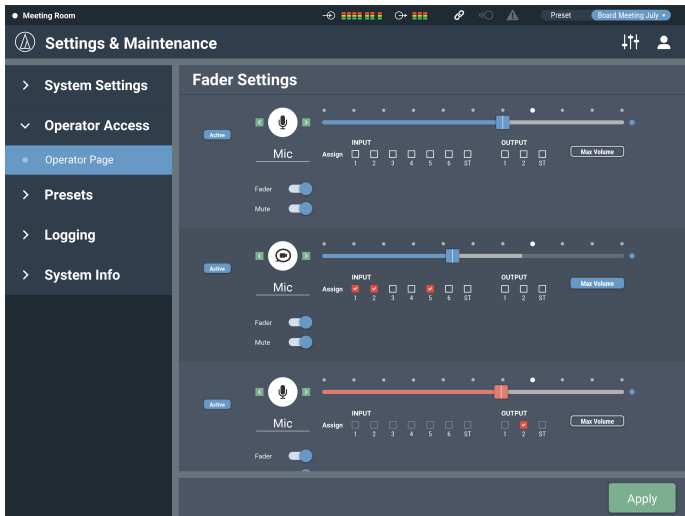 Meeting Room
Preset
Board Meeting July
Settings & Maintenance
System Settings
Operator Access
Operator Page
Presets
Logging
System Info
Fader Settings
Active
Mic
Assign
INPUT
1 2 3 4 5 6 ST
OUTPUT
1 2 ST
Max Volume
Fader
Mute
Active
Mic
Assign
INPUT
1 2 3 4 5 6 ST
OUTPUT
1 2 ST
Max Volume
Fader
Mute
Active
Mic
Assign
INPUT
1 2 3 4 5 6 ST
OUTPUT
1 2 ST
Max Volume
Fader
Apply